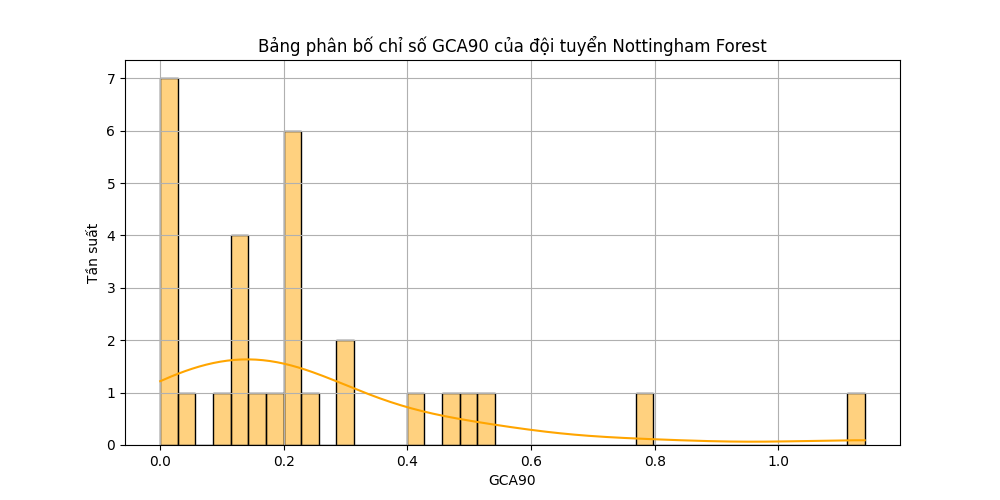 Bảng phân bố chỉ số GCA90 của đội tuyển Nottingham Forest
Tần suất
7
6
5
4
3
2
1
0
0.0 0.2 0.4 0.6 0.8 1.0
GCA90